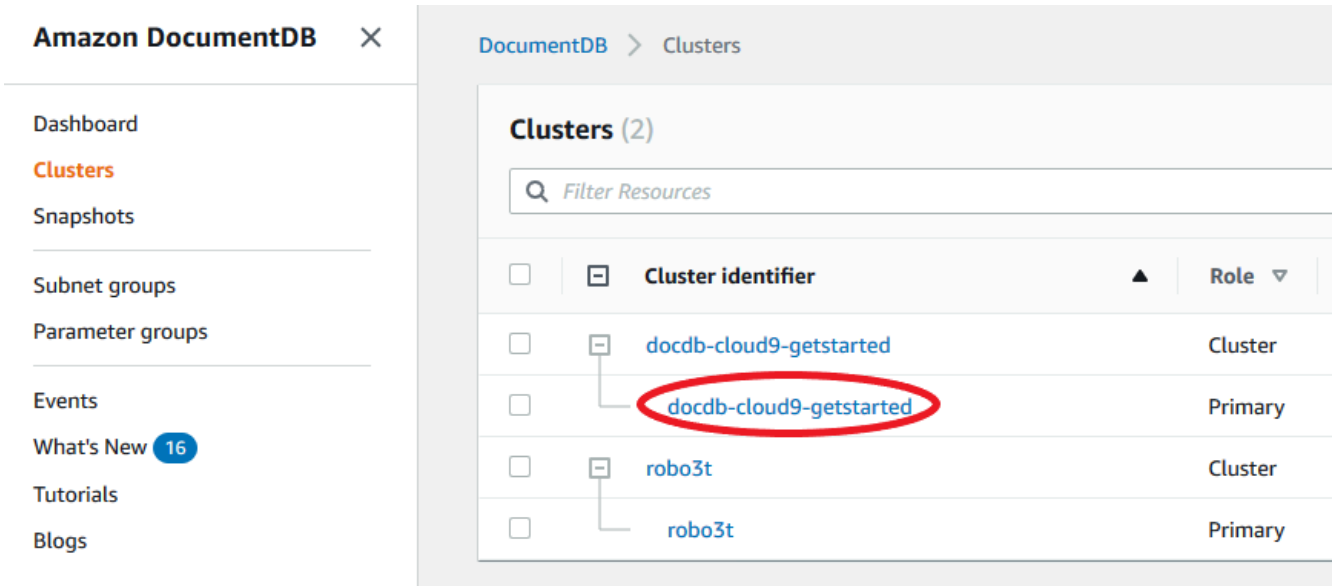 Amazon DocumentDB
Dashboard
Clusters
Snapshots
Subnet groups
Parameter groups
Events
What's New 16
Tutorials
Blogs
DocumentDB > Clusters
Clusters (2)
Filter Resources
Cluster identifier Role
docdb-cloud9-getstarted Cluster
docdb-cloud9-getstarted Primary
robo3t Cluster
robo3t Primary